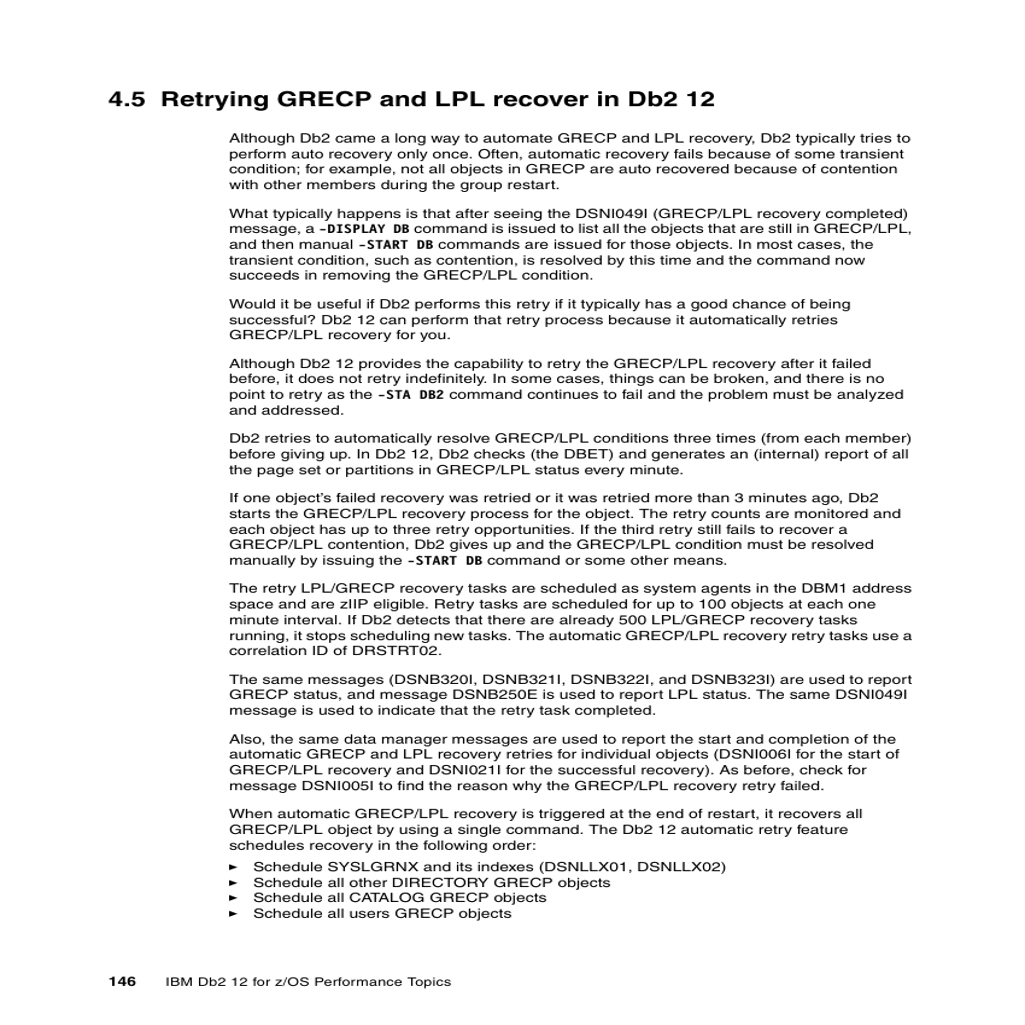 4.5 Retrying GRECP and LPL recover in Db2 12
Although Db2 came a long way to automate GRECP and LPL recovery, Db2 typically tries to
perform auto recovery only once. Often, automatic recovery fails because of some transient
condition; for example, not all objects in GRECP are auto recovered because of contention
with other members during the group restart.
What typically happens is that after seeing the DSNI049I (GRECP/LPL recovery completed)
message, a -DISPLAY DB command is issued to list all the objects that are still in GRECP/LPL,
and then manual -START DB commands are issued for those objects. In most cases, the
transient condition, such as contention, is resolved by this time and the command now
succeeds in removing the GRECP/LPL condition.
Would it be useful if Db2 performs this retry if it typically has a good chance of being
successful? Db2 12 can perform that retry process because it automatically retries
GRECP/LPL recovery for you.
Although Db2 12 provides the capability to retry the GRECP/LPL recovery after it failed
before, it does not retry indefinitely. In some cases, things can be broken, and there is no
point to retry as the -STA DB2 command continues to fail and the problem must be analyzed
and addressed.
Db2 retries to automatically resolve GRECP/LPL conditions three times (from each member)
before giving up. In Db2 12, Db2 checks (the DBET) and generates an (internal) report of all
the page set or partitions in GRECP/LPL status every minute.
If one object's failed recovery was retried or it was retried more than 3 minutes ago, Db2
starts the GRECP/LPL recovery process for the object. The retry counts are monitored and
each object has up to three retry opportunities. If the third retry still fails to recover a
GRECP/LPL contention, Db2 gives up and the GRECP/LPL condition must be resolved
manually by issuing the -START DB command or some other means.
The retry LPL/GRECP recovery tasks are scheduled as system agents in the DBM1 address
space and are zIIP eligible. Retry tasks are scheduled for up to 100 objects at each one
minute interval. If Db2 detects that there are already 500 LPL/GRECP recovery tasks
running, it stops scheduling new tasks. The automatic GRECP/LPL recovery retry tasks use a
correlation ID of DRSTRT02.
The same messages (DSNB320I, DSNB321I, DSNB322I, and DSNB323I) are used to report
GRECP status, and message DSNB250E is used to report LPL status. The same DSNI049I
message is used to indicate that the retry task completed.
Also, the same data manager messages are used to report the start and completion of the
automatic GRECP and LPL recovery retries for individual objects (DSNI006I for the start of
GRECP/LPL recovery and DSNI021I for the successful recovery). As before, check for
message DSNI005I to find the reason why the GRECP/LPL recovery retry failed.
When automatic GRECP/LPL recovery is triggered at the end of restart, it recovers all
GRECP/LPL object by using a single command. The Db2 12 automatic retry feature
schedules recovery in the following order:
► Schedule SYSLGRNX and its indexes (DSNLLX01, DSNLLX02)
► Schedule all other DIRECTORY GRECP objects
► Schedule all CATALOG GRECP objects
► Schedule all users GRECP objects
146 IBM Db2 12 for z/OS Performance Topics